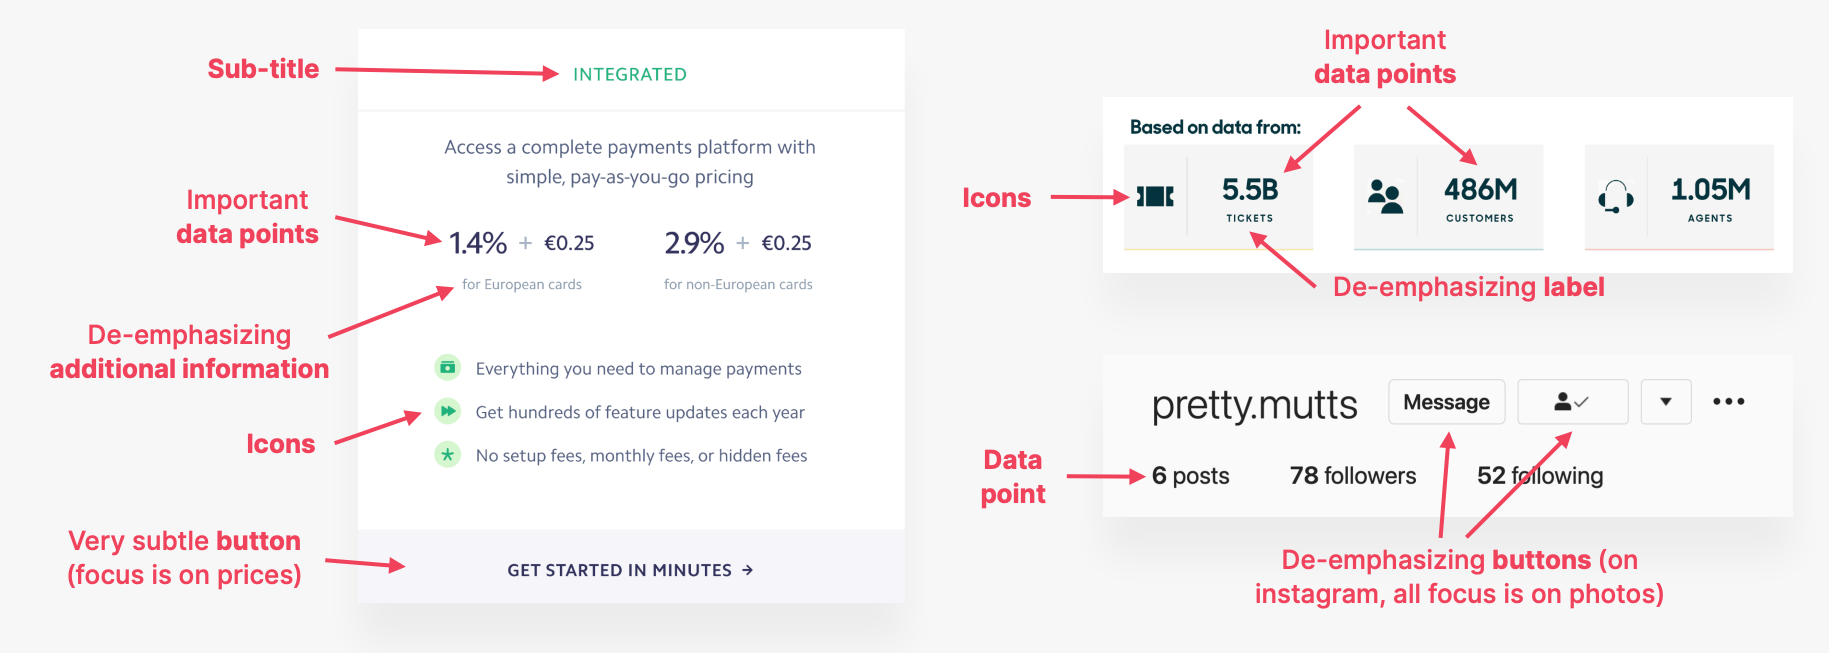 Sub-title
INTEGRATED
Access a complete payments platform with
simple, pay-as-you-go pricing
Important
data points
1.4% + €0.25
2.9% + €0.25
for European cards
for non-European cards
De-emphasizing
additional information
Everything you need to manage payments
Get hundreds of feature updates each year
No setup fees, monthly fees, or hidden fees
Icons
Very subtle button
(focus is on prices)
GET STARTED IN MINUTES →
Important
data points
Based on data from:
Icons
5.5B
TICKETS
486M
CUSTOMERS
1.05M
AGENTS
De-emphasizing label
pretty.mutts
Message
Data
point
6 posts
78 followers
52 following
De-emphasizing buttons (on
instagram, all focus is on photos)